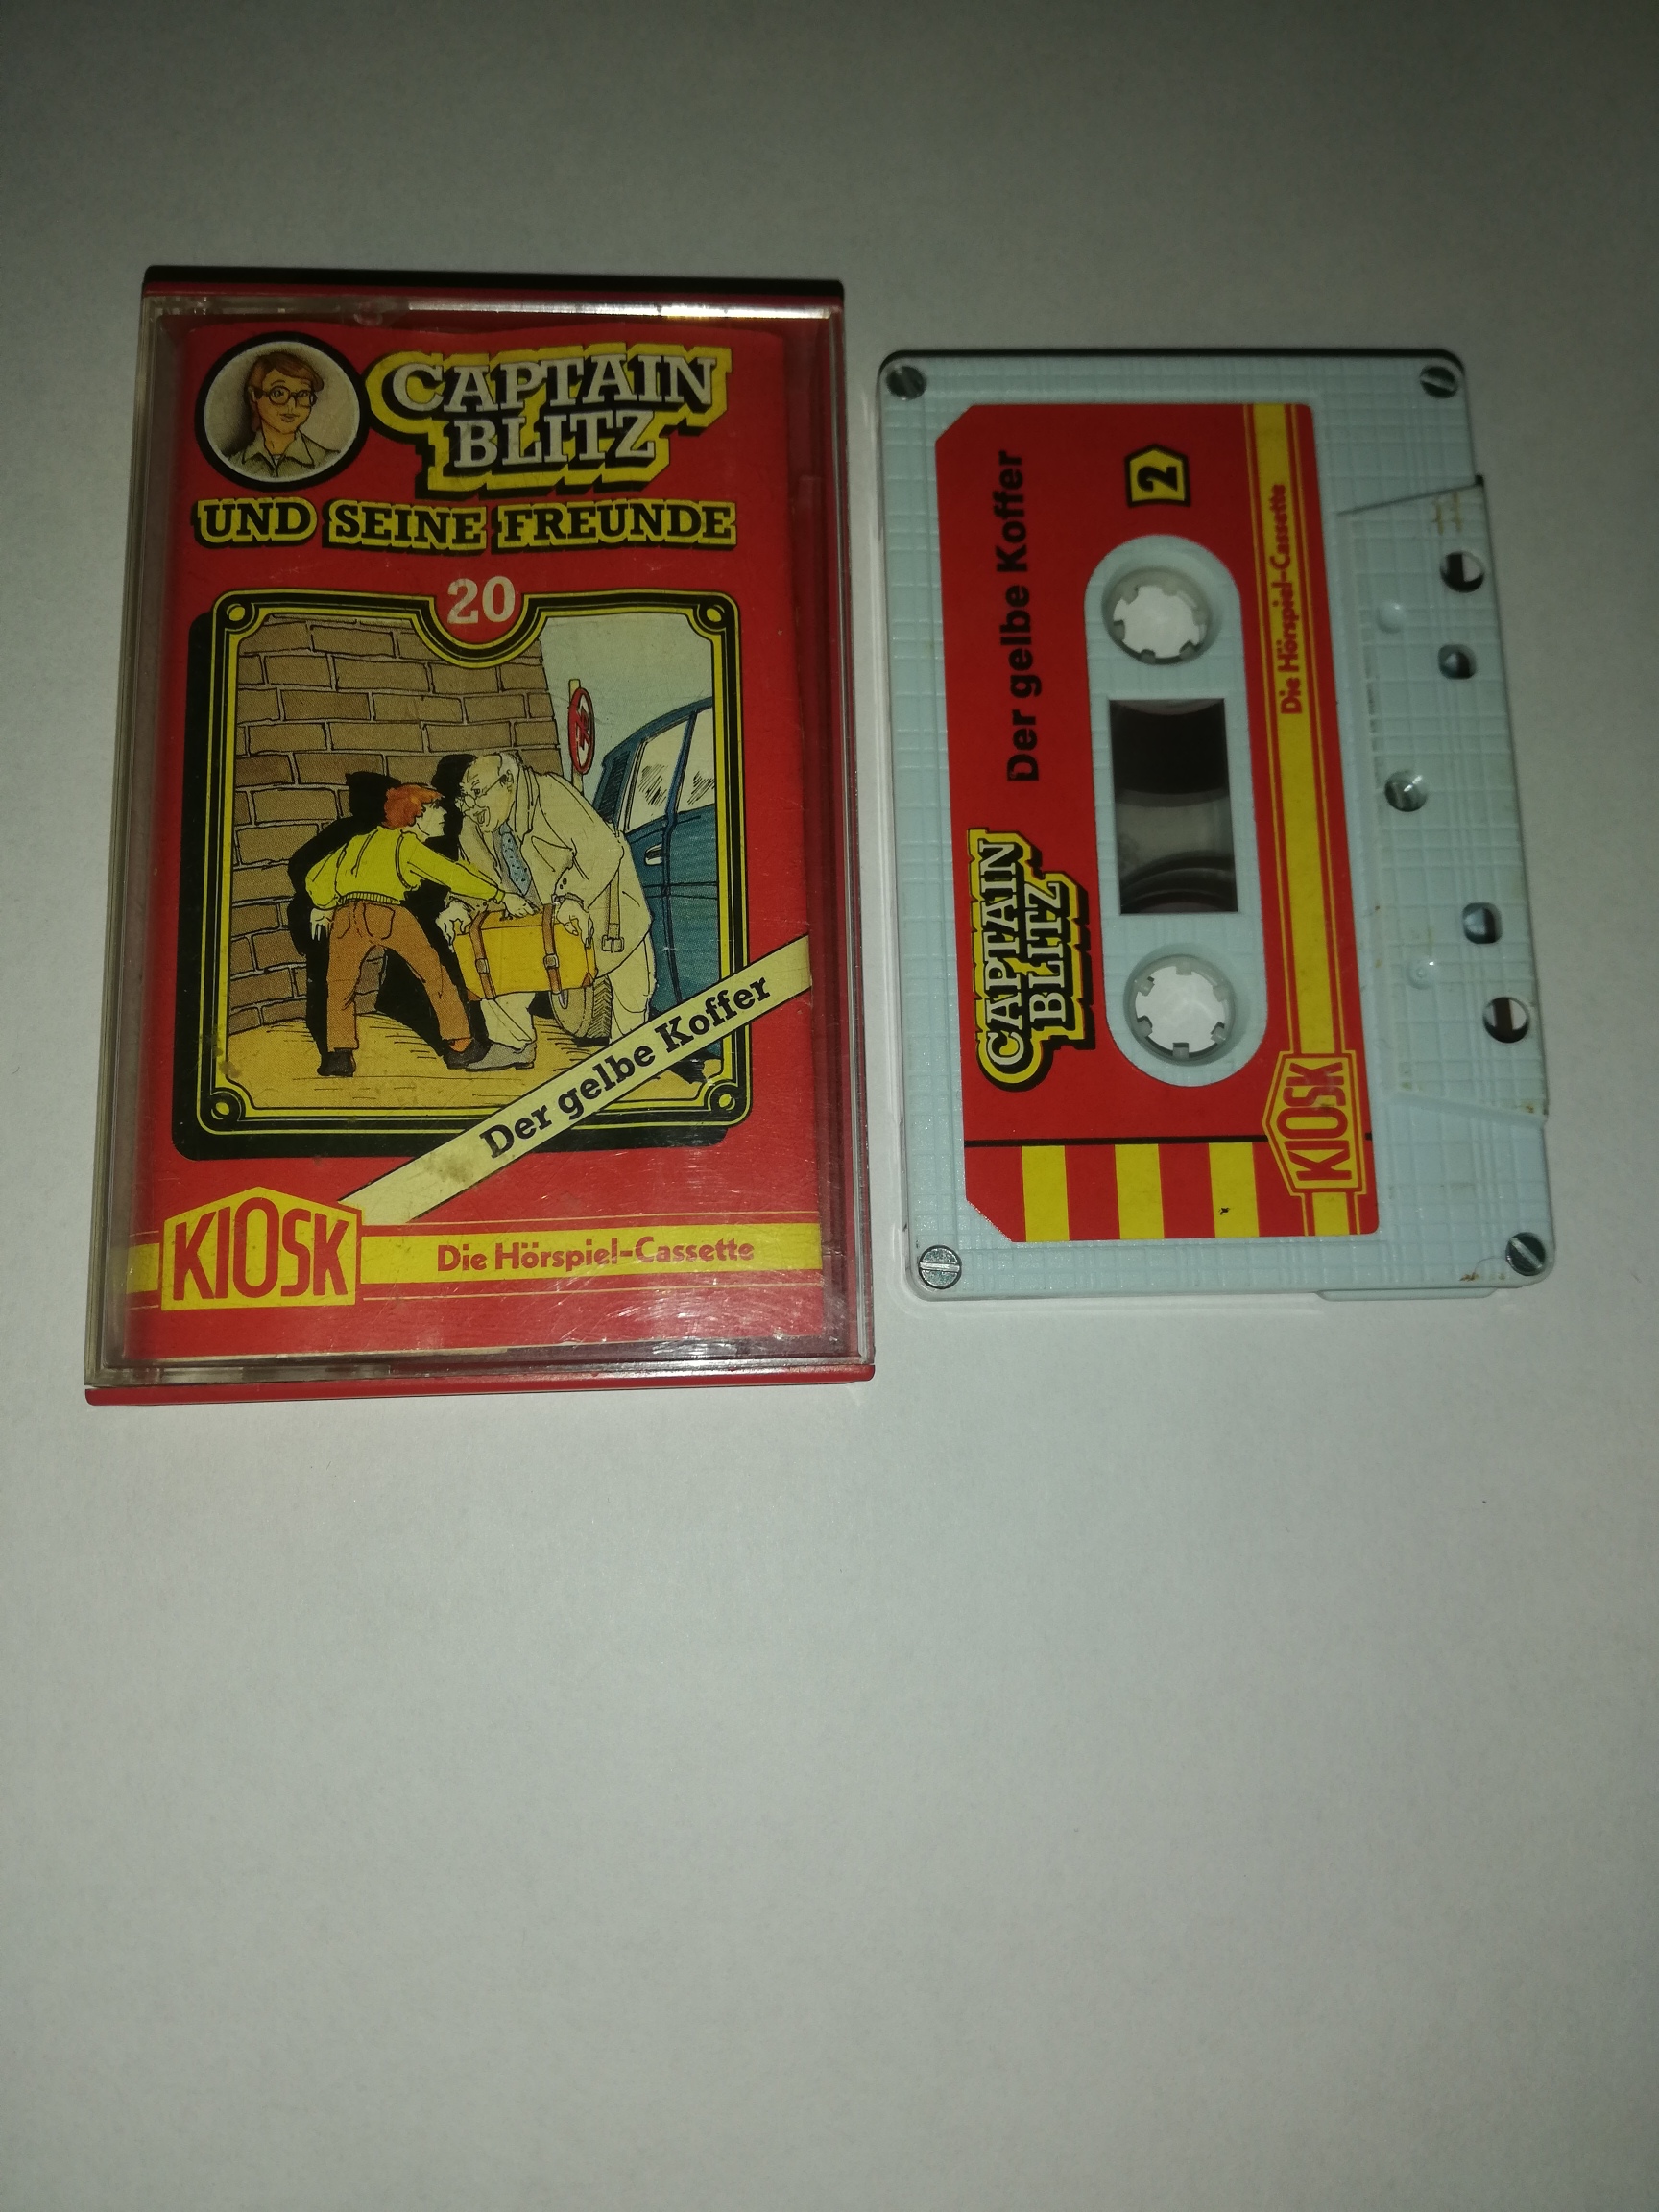 CAPTAIN
BLITZ
UND SEINE FREUNDE
20
Der gelbe Koffer
KIOSK
Die Hörspiel-Cassette
CAPTAIN
BLITZ
Der gelbe Koffer
2
KIOSK
Die Hörspiel-Cassette